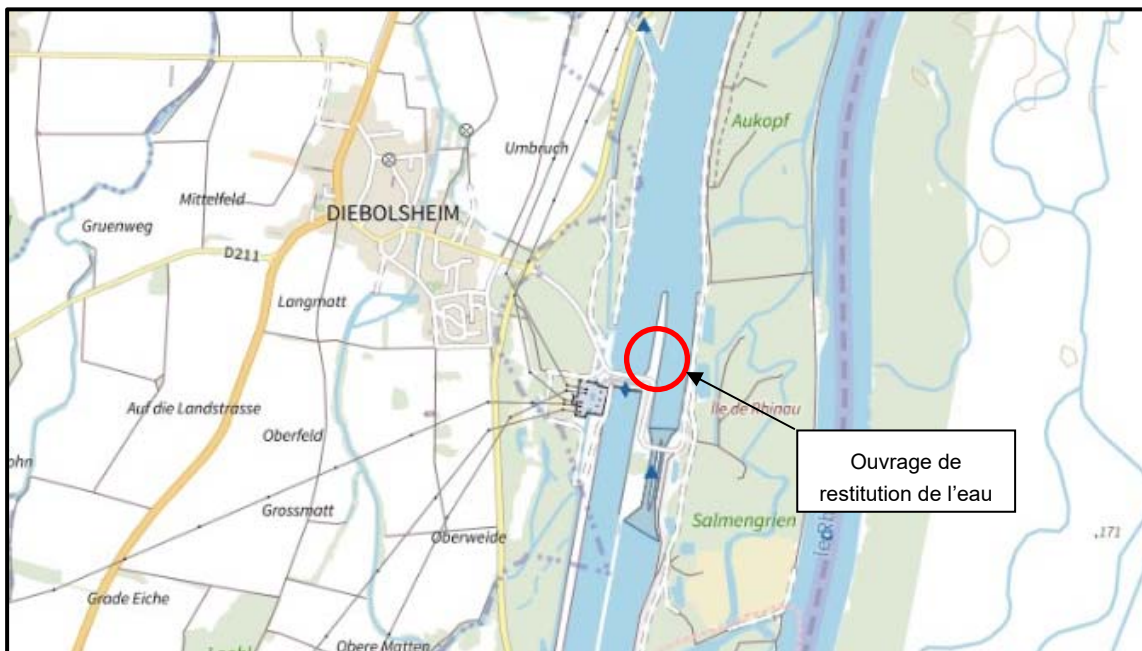 Aukopf
Umbruch
Mittelfeld
DIEBOLSHEIM
Gruenweg
D211
Langmatt
Auf die Landstrasse
Île de Rhinau
Oberfeld
Ouvrage de
restitution de l'eau
Grossmatt
Salmengrien
Oberweide
171
Grade Eiche
Obere Matten